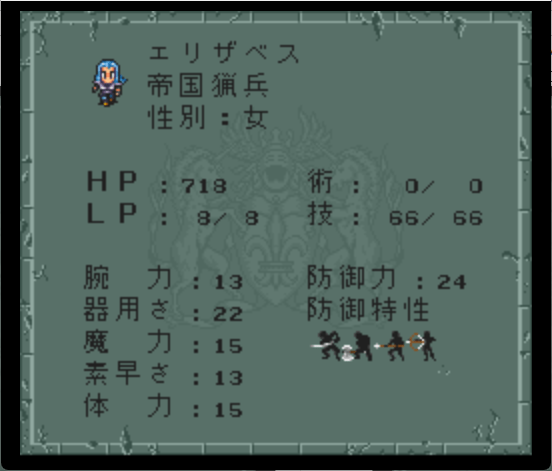 エリザベス
帝国猟兵
性別：女
HP：718 術： 0/ 0
LP： 8/ 8 技： 66/ 66
腕 力：13 防御力：24
器用さ：22 防御特性
魔 力：15
素早さ：13
体 力：15